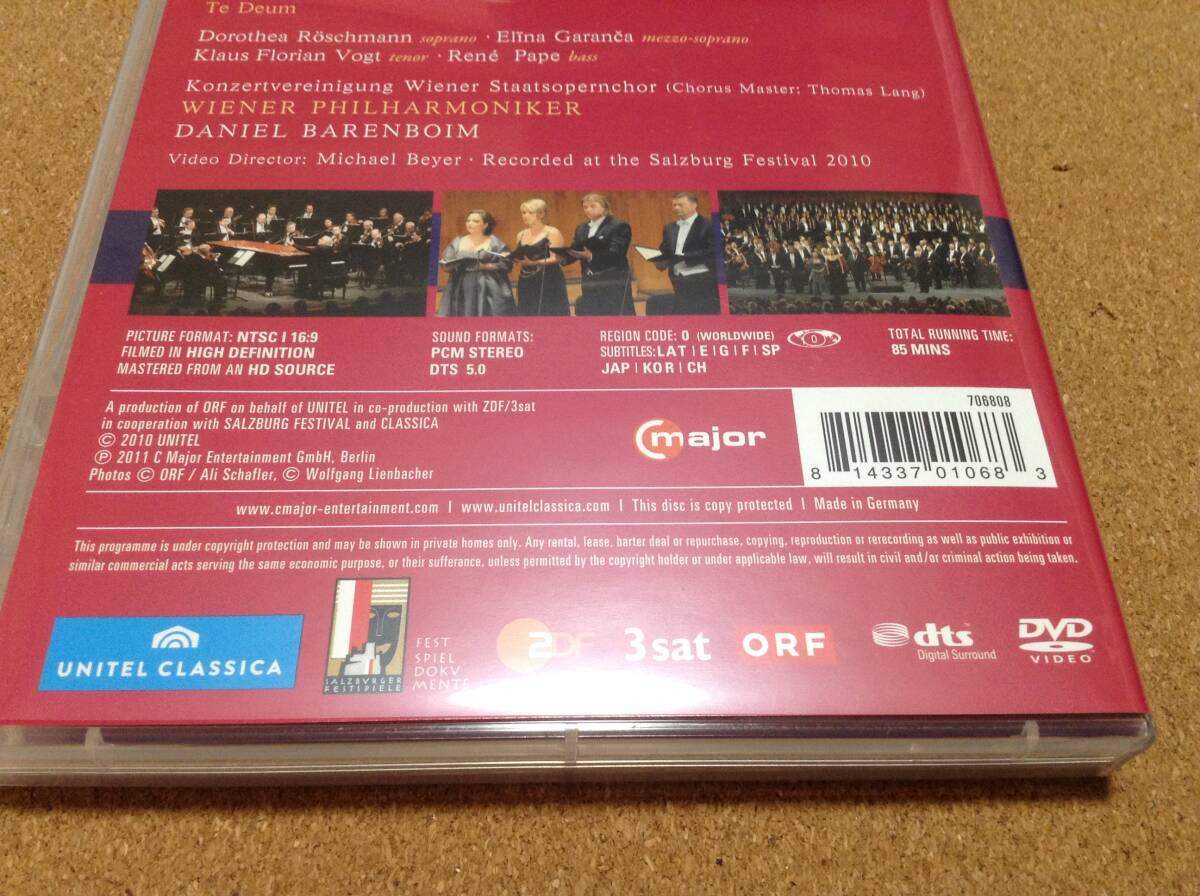 Te Deum
Dorothea Röschmann soprano · Elīna Garanča mezzo-soprano
Klaus Florian Vogt tenor · René Pape bass
Konzertvereinigung Wiener Staatsopernchor (Chorus Master: Thomas Lang)
WIENER PHILHARMONIKER
DANIEL BARENBOIM
Video Director: Michael Beyer · Recorded at the Salzburg Festival 2010
PICTURE FORMAT: NTSC | 16:9
FILMED IN HIGH DEFINITION
MASTERED FROM AN HD SOURCE
SOUND FORMATS:
PCM STEREO
DTS 5.0
REGION CODE: 0 (WORLDWIDE)
0
SUBTITLES: LAT | E | G | F | SP
JAP | KOR | CH
TOTAL RUNNING TIME:
85 MINS
A production of ORF on behalf of UNITEL in co-production with ZDF/3sat
in cooperation with SALZBURG FESTIVAL and CLASSICA
© 2010 UNITEL
℗ 2011 C Major Entertainment GmbH, Berlin
Photos © ORF / Ali Schafler, © Wolfgang Lienbacher
C major
706808
8 14337 01068 3
www.cmajor-entertainment.com | www.unitelclassica.com | This disc is copy protected | Made in Germany
This programme is under copyright protection and may be shown in private homes only. Any rental, lease, barter deal or repurchase, copying, reproduction or rerecording as well as public exhibition or
similar commercial acts serving the same economic purpose, or their sufferance, unless permitted by the copyright holder or under applicable law, will result in civil and/or criminal action being taken.
UNITEL CLASSICA
SALZBURGER
FESTSPIELE
FEST
SPIEL
DOKU
MENTE
ZDF
3sat
ORF
dts
Digital Surround
DVD
VIDEO